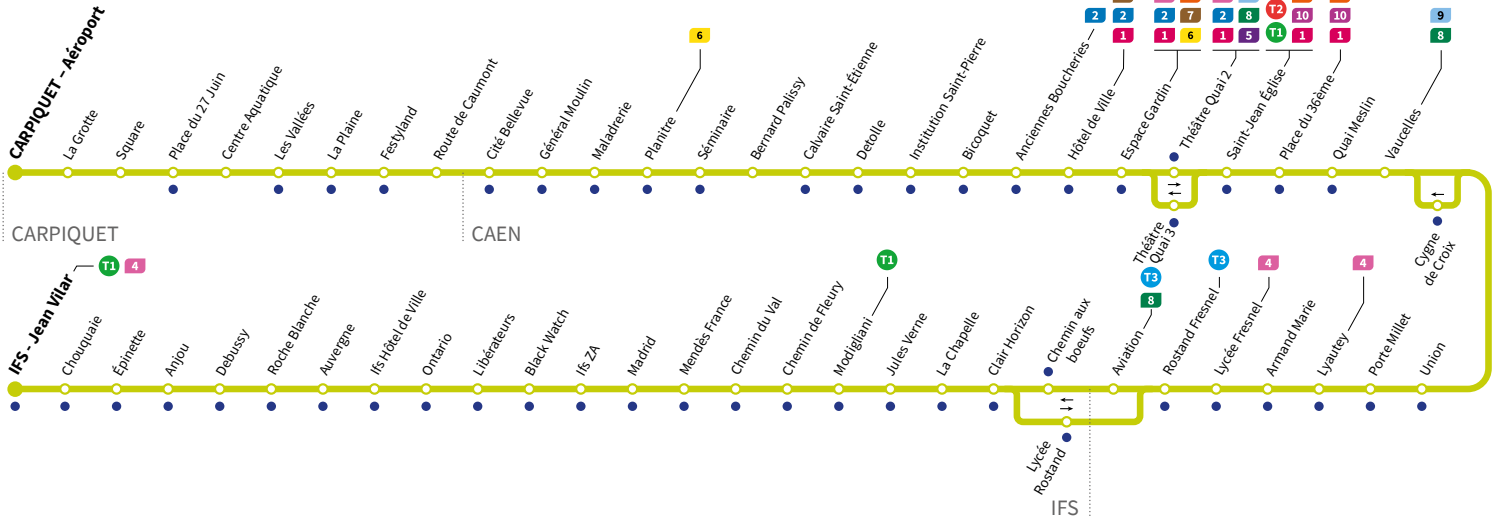 2
2
1
2
7
1
6
2
8
1
5
T2
T1
10
1
10
1
9
8
6
CARPIQUET – Aéroport
La Grotte
Square
Place du 27 Juin
Centre Aquatique
Les Vallées
La Plaine
Festyland
Route de Caumont
Cité Bellevue
Général Moulin
Maladrerie
Planitre
Séminaire
Bernard Palissy
Calvaire Saint-Étienne
Detolle
Institution Saint-Pierre
Bicoquet
Anciennes Boucheries
Hôtel de Ville
Espace Gardin
Théâtre Quai 2
Saint-Jean Église
Place du 36ème
Quai Meslin
Vaucelles
Théâtre
Quai 3
Cygne
de Croix
CARPIQUET
CAEN
IFS - Jean Vilar
T1
4
Chouquaie
Épinette
Anjou
Debussy
Roche Blanche
Auvergne
Ifs Hôtel de Ville
Ontario
Libérateurs
Black Watch
Ifs ZA
Madrid
Mendès France
Chemin du Val
Chemin de Fleury
Modigliani
T1
Jules Verne
La Chapelle
Clair Horizon
Chemin aux
boeufs
Aviation
T3
8
Rostand Fresnel
T3
Lycée Fresnel
4
Armand Marie
Lyautey
4
Porte Millet
Union
Lycée
Rostand
IFS